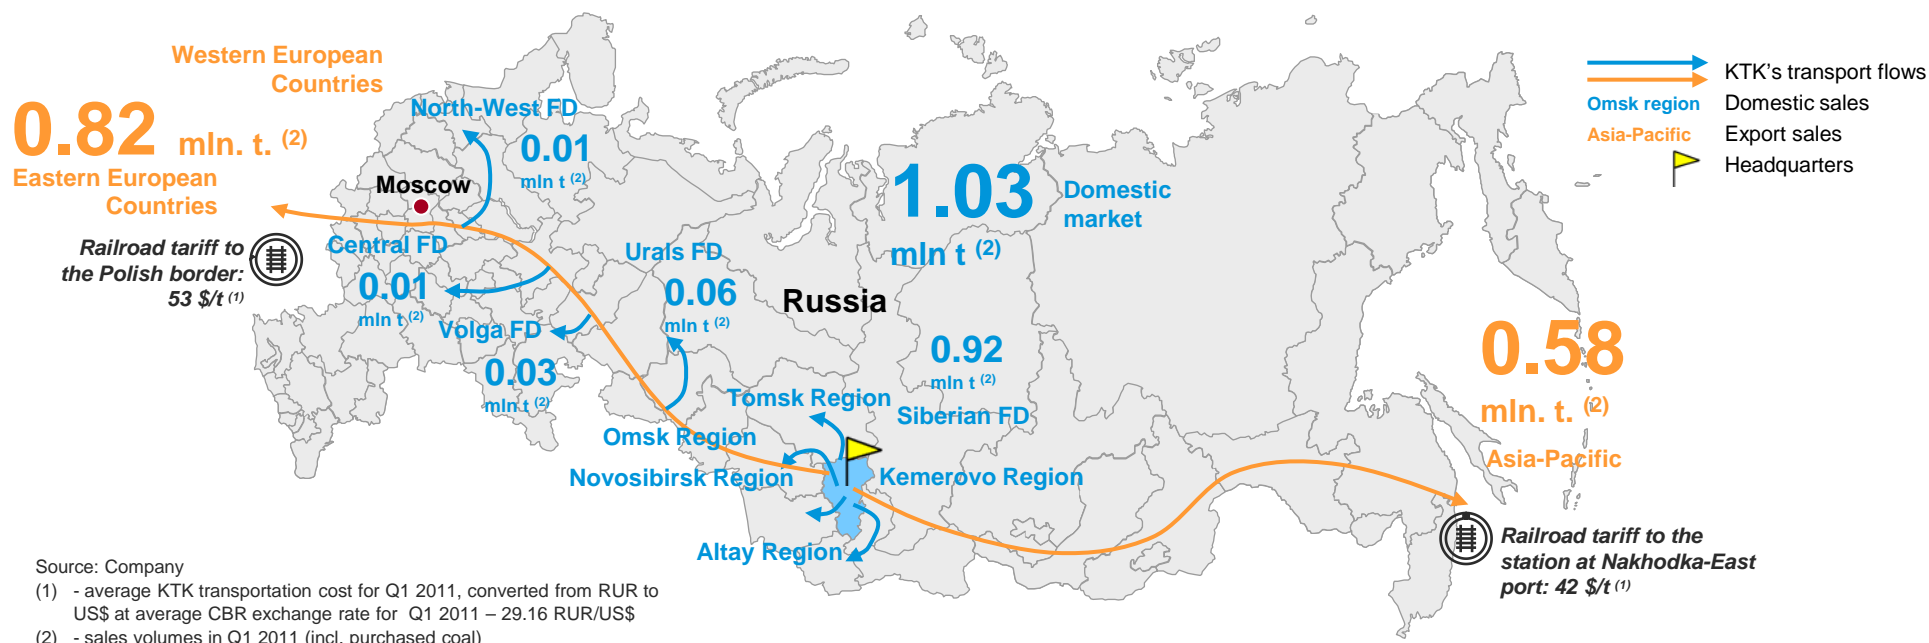 Western European
Countries
0.82 mln. t. (2)
Eastern European
Countries
North-West FD
0.01
mln t (2)
Moscow
Railroad tariff to
the Polish border:
53 $/t (1)
Central FD
0.01
mln t (2)
Volga FD
0.03
mln t (2)
Urals FD
0.06
mln t (2)
Russia
1.03
mln t (2)
Domestic
market
0.92
mln t (2)
Siberian FD
Tomsk Region
Omsk Region
Novosibirsk Region
Kemerovo Region
Altay Region
KTK's transport flows
Omsk region Domestic sales
Asia-Pacific Export sales
Headquarters
0.58
mln. t. (2)
Asia-Pacific
Railroad tariff to the
station at Nakhodka-East
port: 42 $/t (1)
Source: Company
(1) - average KTK transportation cost for Q1 2011, converted from RUR to
US$ at average CBR exchange rate for Q1 2011 – 29.16 RUR/US$
(2) - sales volumes in Q1 2011 (incl. purchased coal)